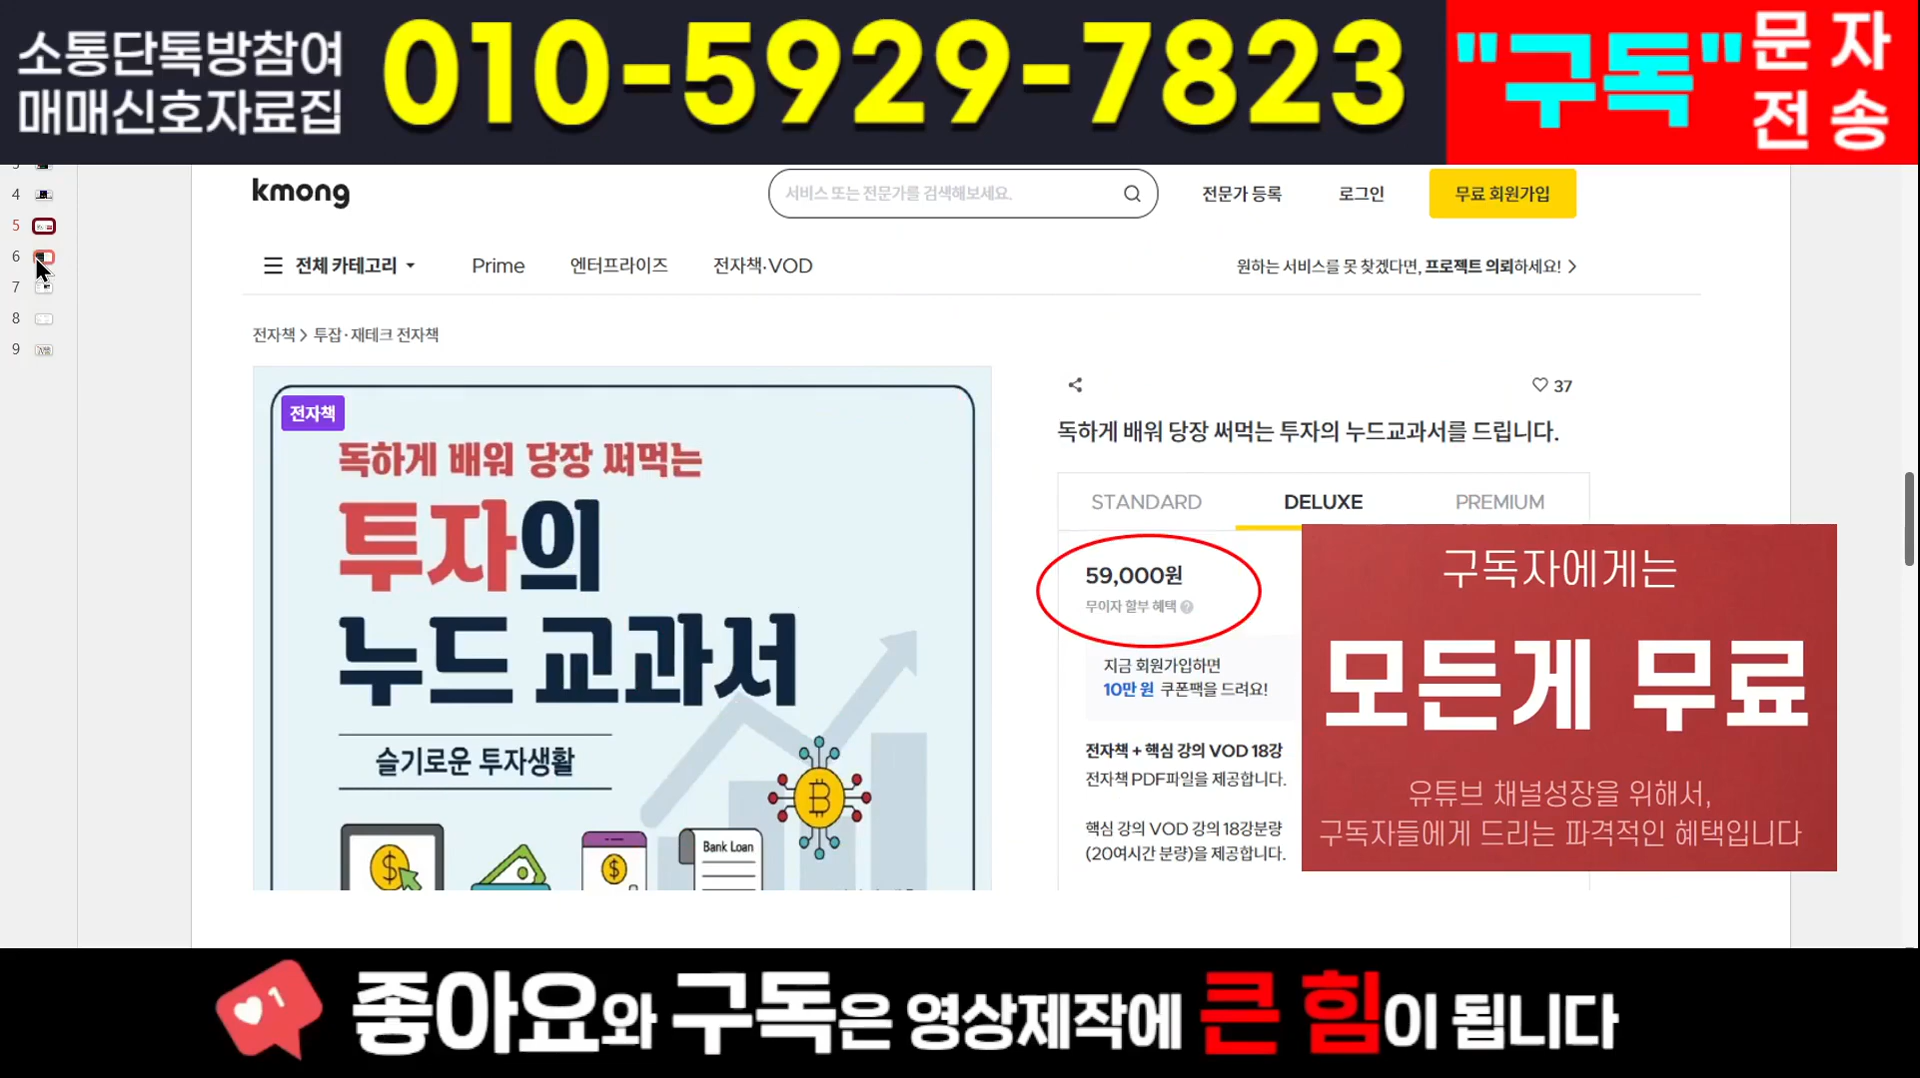 소통단톡방참여
매매신호자료집
010-5929-7823
"구독"
문자
전송
4
5
6
7
8
9
kmong
서비스 또는 전문가를 검색해보세요.
전문가 등록
로그인
무료 회원가입
전체 카테고리
Prime
엔터프라이즈
전자책·VOD
원하는 서비스를 못 찾겠다면, 프로젝트 의뢰하세요!
전자책 > 투잡·재테크 전자책
전자책
독하게 배워 당장 써먹는
투자의
누드 교과서
슬기로운 투자생활
Bank Loan
37
독하게 배워 당장 써먹는 투자의 누드교과서를 드립니다.
STANDARD
DELUXE
PREMIUM
59,000원
무이자 할부 혜택
지금 회원가입하면
10만 원 쿠폰팩을 드려요!
전자책 + 핵심 강의 VOD 18강
전자책 PDF파일을 제공합니다.
핵심 강의 VOD 강의 18강분량
(20여시간 분량)을 제공합니다.
구독자에게는
모든게 무료
유튜브 채널성장을 위해서,
구독자들에게 드리는 파격적인 혜택입니다
1
좋아요와 구독은 영상제작에 큰 힘이 됩니다